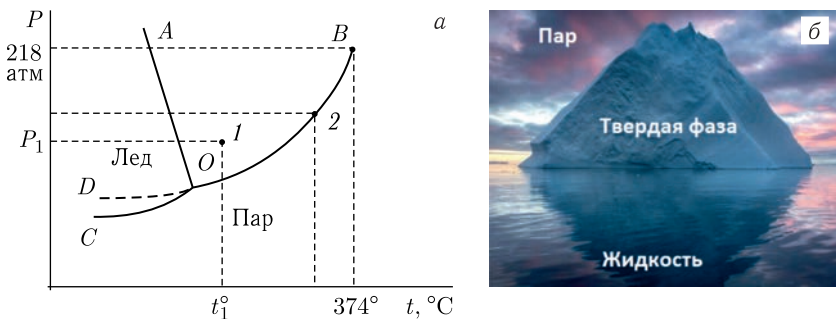 P
а
A
B
218
атм
1
2
P₁
Лед
O
D
C
Пар
t₁°
374°
t, °C
б
Пар
Твердая фаза
Жидкость